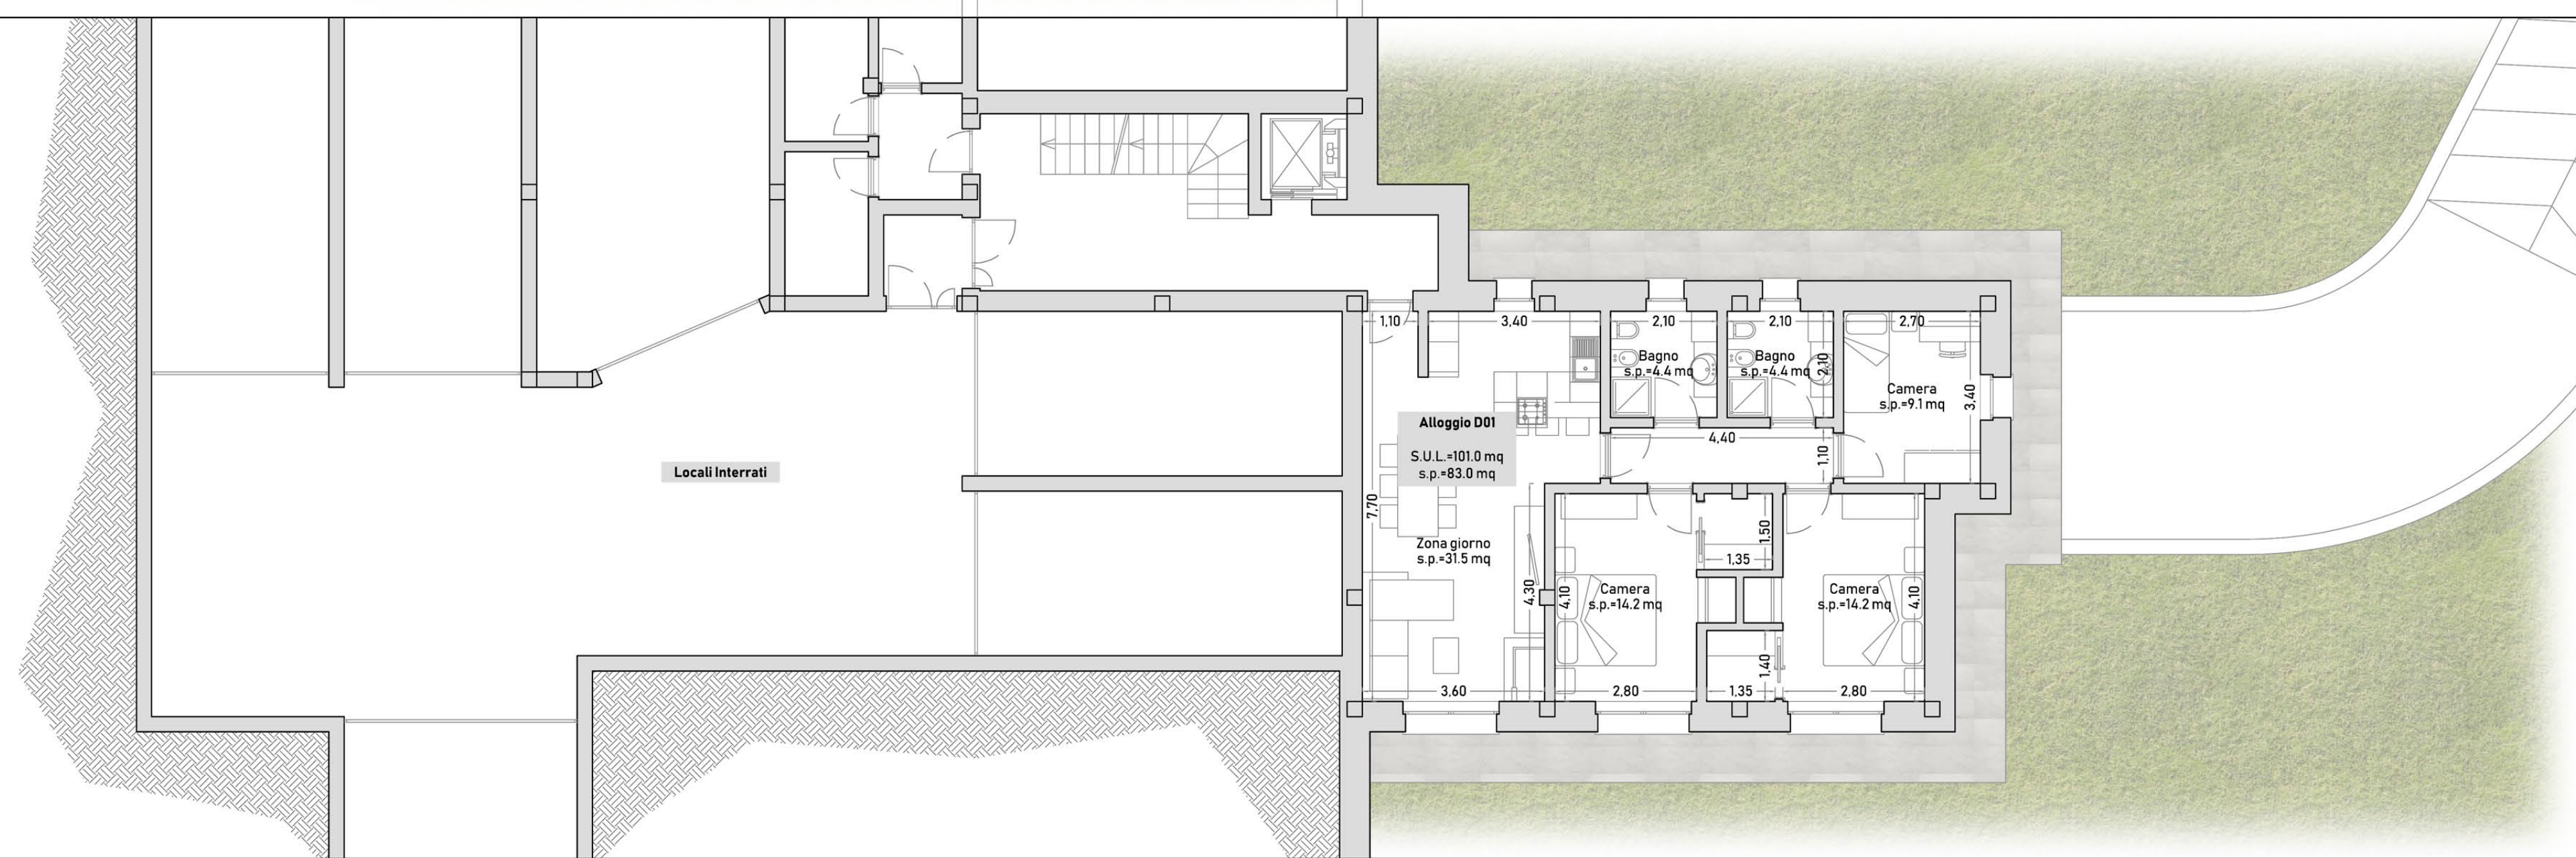 1,10
3,40
2,10
2,10
2,70
Bagno
s.p.=4.4 mq
Bagno
s.p.=4.4 mq
2,10
Camera
s.p.=9.1 mq
3,40
Alloggio D01
S.U.L.=101.0 mq
s.p.=83.0 mq
4,40
1,10
Locali Interrati
7,70
Zona giorno
s.p.=31.5 mq
1,50
1,35
4,30
4,10
Camera
s.p.=14.2 mq
Camera
s.p.=14.2 mq
4,10
1,40
3,60
2,80
1,35
2,80